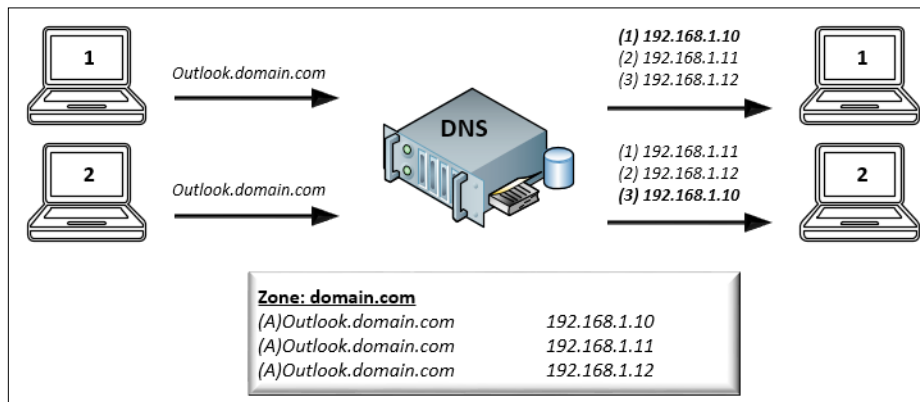 1
Outlook.domain.com
2
Outlook.domain.com
DNS
(1) 192.168.1.10
(2) 192.168.1.11
(3) 192.168.1.12
1
(1) 192.168.1.11
(2) 192.168.1.12
(3) 192.168.1.10
2
Zone: domain.com
(A)Outlook.domain.com 192.168.1.10
(A)Outlook.domain.com 192.168.1.11
(A)Outlook.domain.com 192.168.1.12